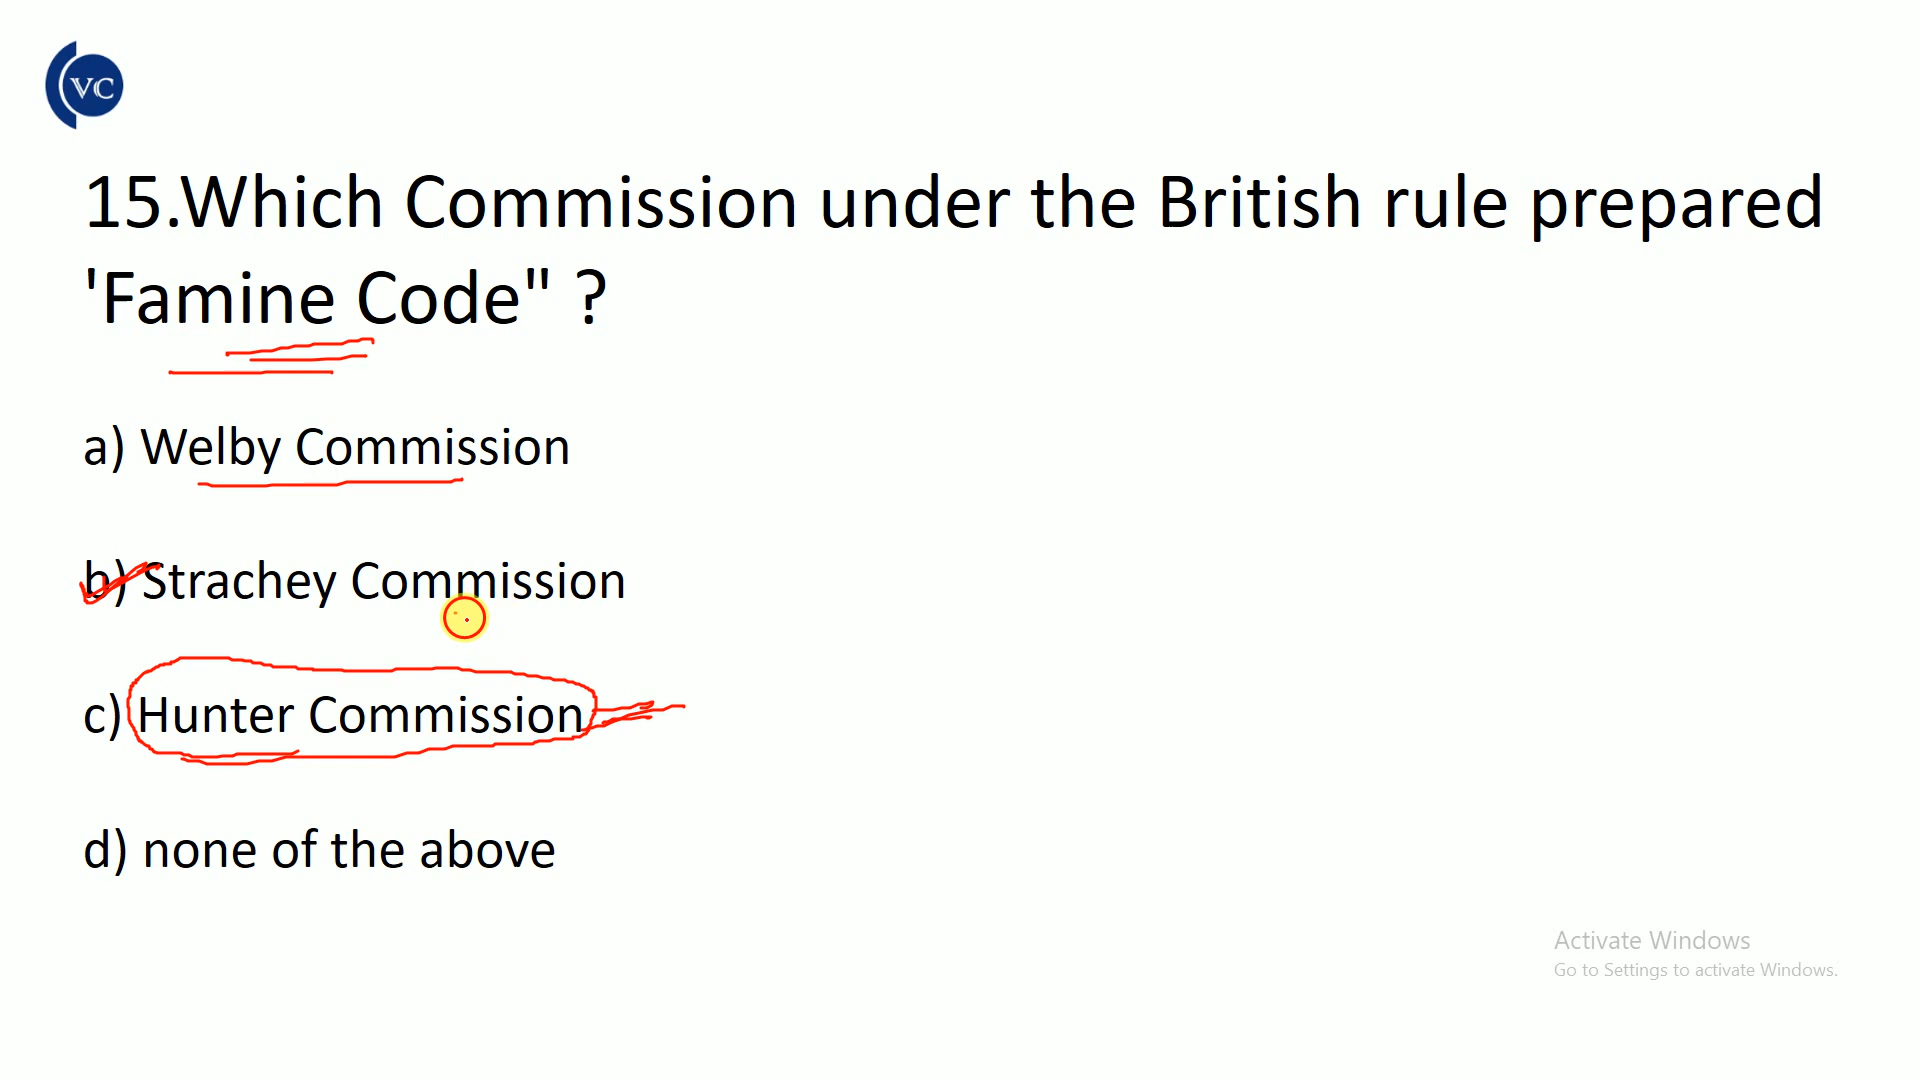 VC
15.Which Commission under the British rule prepared
'Famine Code" ?
a) Welby Commission
b) Strachey Commission
c) Hunter Commission
d) none of the above
Activate Windows
Go to Settings to activate Windows.